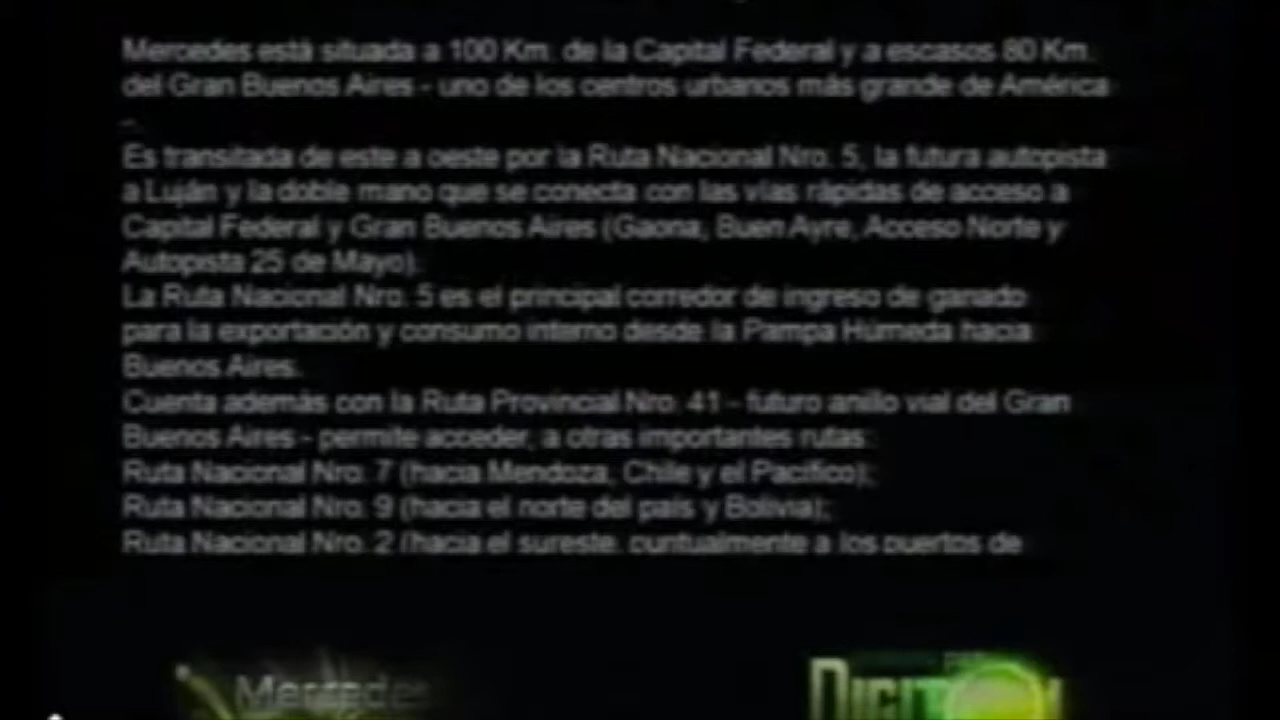 Mercedes está situada a 100 Km. de la Capital Federal y a escasos 80 Km.
del Gran Buenos Aires - uno de los centros urbanos más grande de América
-.
Es transitada de este a oeste por la Ruta Nacional Nro. 5, la futura autopista
a Luján y la doble mano que se conecta con las vías rápidas de acceso a
Capital Federal y Gran Buenos Aires (Gaona, Buen Ayre, Acceso Norte y
Autopista 25 de Mayo).
La Ruta Nacional Nro. 5 es el principal corredor de ingreso de ganado
para la exportación y consumo interno desde la Pampa Húmeda hacia
Buenos Aires.
Cuenta además con la Ruta Provincial Nro. 41 - futuro anillo vial del Gran
Buenos Aires - permite acceder, a otras importantes rutas:
Ruta Nacional Nro. 7 (hacia Mendoza, Chile y el Pacífico);
Ruta Nacional Nro. 9 (hacia el norte del país y Bolivia);
Ruta Nacional Nro. 2 (hacia el sureste, puntualmente a los puertos de
Mercedes